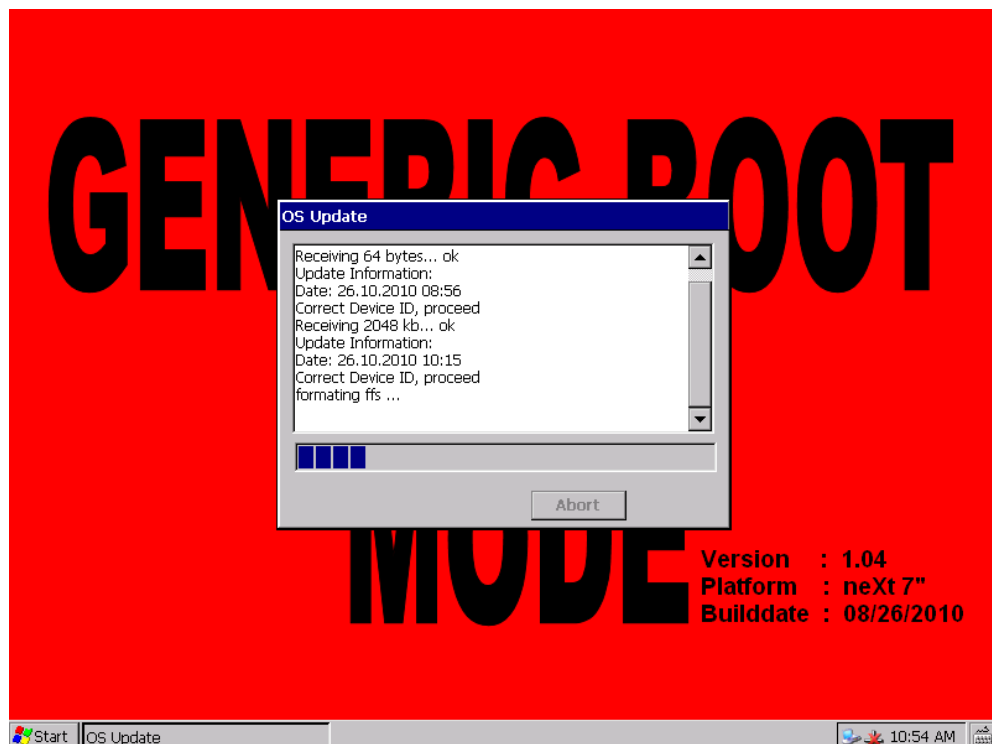 GENERIC BOOT
OS Update
Receiving 64 bytes... ok
Update Information:
Date: 26.10.2010 08:56
Correct Device ID, proceed
Receiving 2048 kb... ok
Update Information:
Date: 26.10.2010 10:15
Correct Device ID, proceed
formating ffs ...
Abort
MODE
Version : 1.04
Platform : neXt 7"
Builddate : 08/26/2010
Start
OS Update
10:54 AM